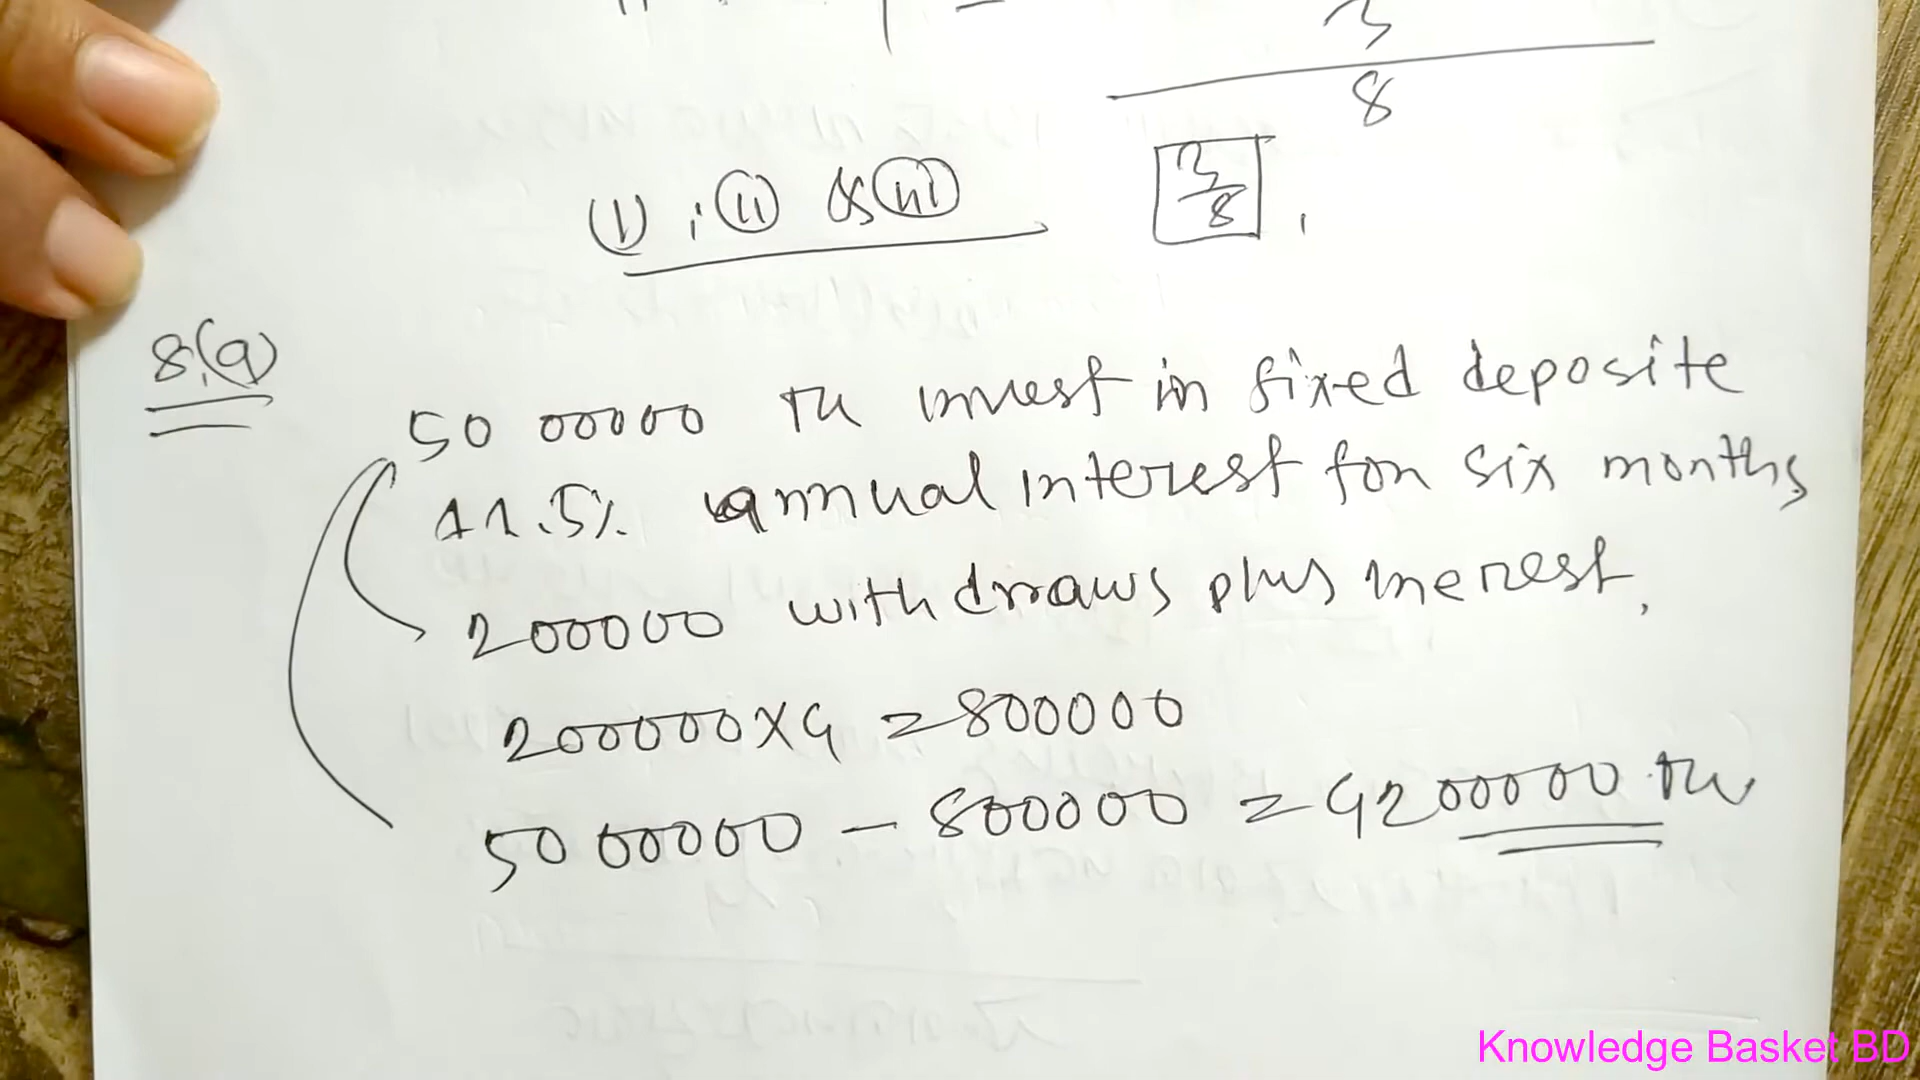 3
8
(i), (ii) & (iii)
3
8
8.(a)
50 00000 TK invest in fixed deposite
11.5% annual interest for six months
200000 withdraws plus inerest.
200000X4 = 800000
50 00000 - 800000 = 4200000 TK
Knowledge Basket BD